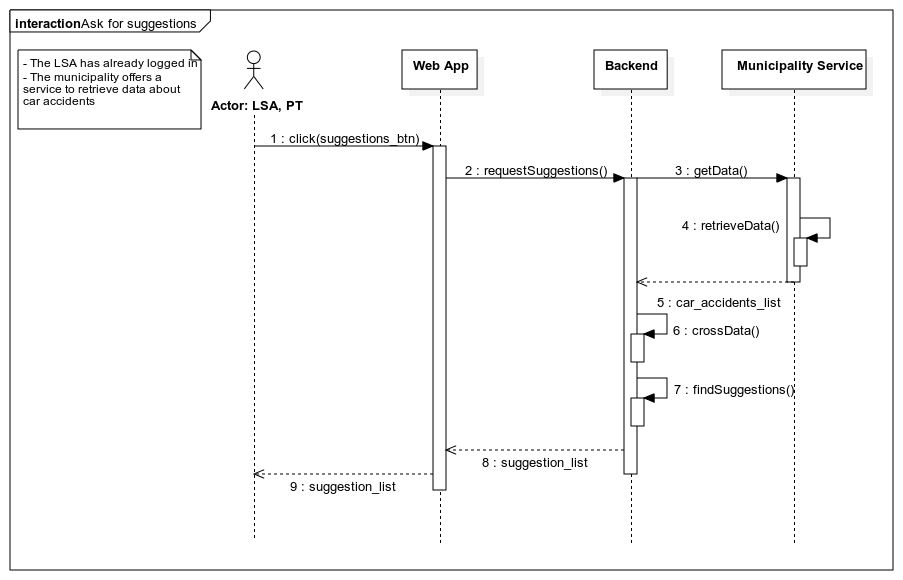 interactionAsk for suggestions
- The LSA has already logged in
- The municipality offers a
service to retrieve data about
car accidents
Actor: LSA, PT
Web App
Backend
Municipality Service
1 : click(suggestions_btn)
2 : requestSuggestions()
3 : getData()
4 : retrieveData()
5 : car_accidents_list
6 : crossData()
7 : findSuggestions()
8 : suggestion_list
9 : suggestion_list